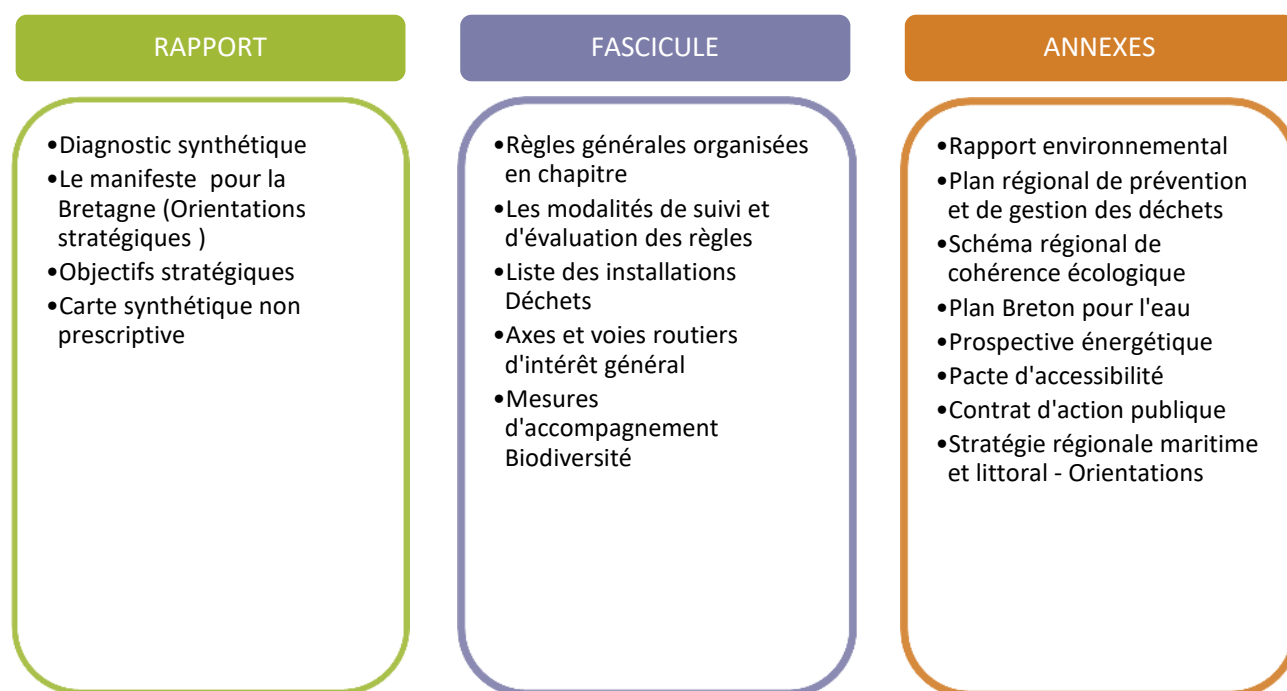 RAPPORT
•Diagnostic synthétique
•Le manifeste  pour la
Bretagne (Orientations
stratégiques )
•Objectifs stratégiques
•Carte synthétique non
prescriptive
FASCICULE
•Règles générales organisées
en chapitre
•Les modalités de suivi et
d'évaluation des règles
•Liste des installations
Déchets
•Axes et voies routiers
d'intérêt général
•Mesures
d'accompagnement
Biodiversité
ANNEXES
•Rapport environnemental
•Plan régional de prévention
et de gestion des déchets
•Schéma régional de
cohérence écologique
•Plan Breton pour l'eau
•Prospective énergétique
•Pacte d'accessibilité
•Contrat d'action publique
•Stratégie régionale maritime
et littoral - Orientations